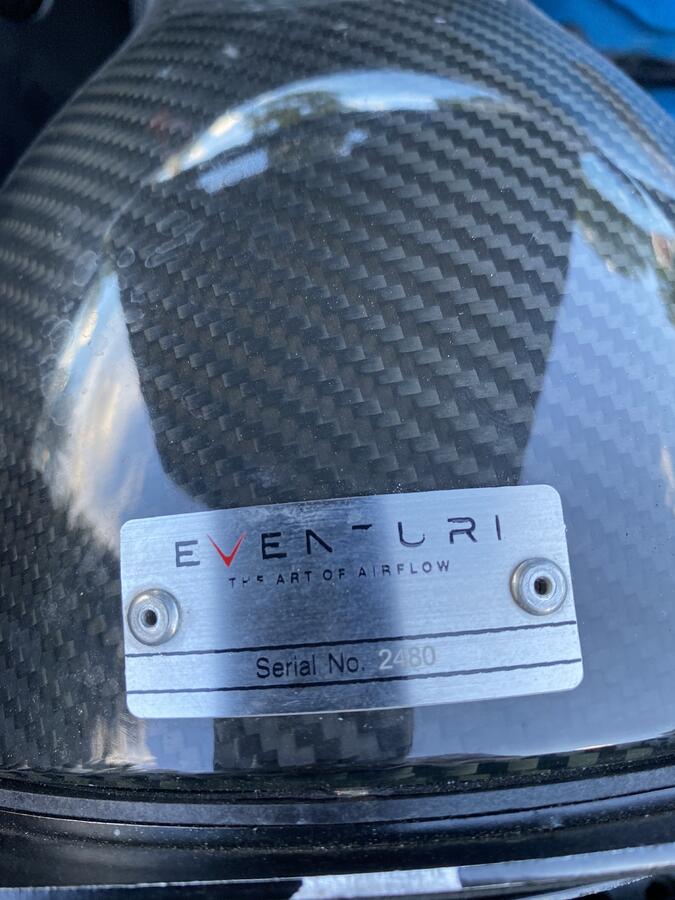 EVENTURI
THE ART OF AIRFLOW
Serial No. 2480